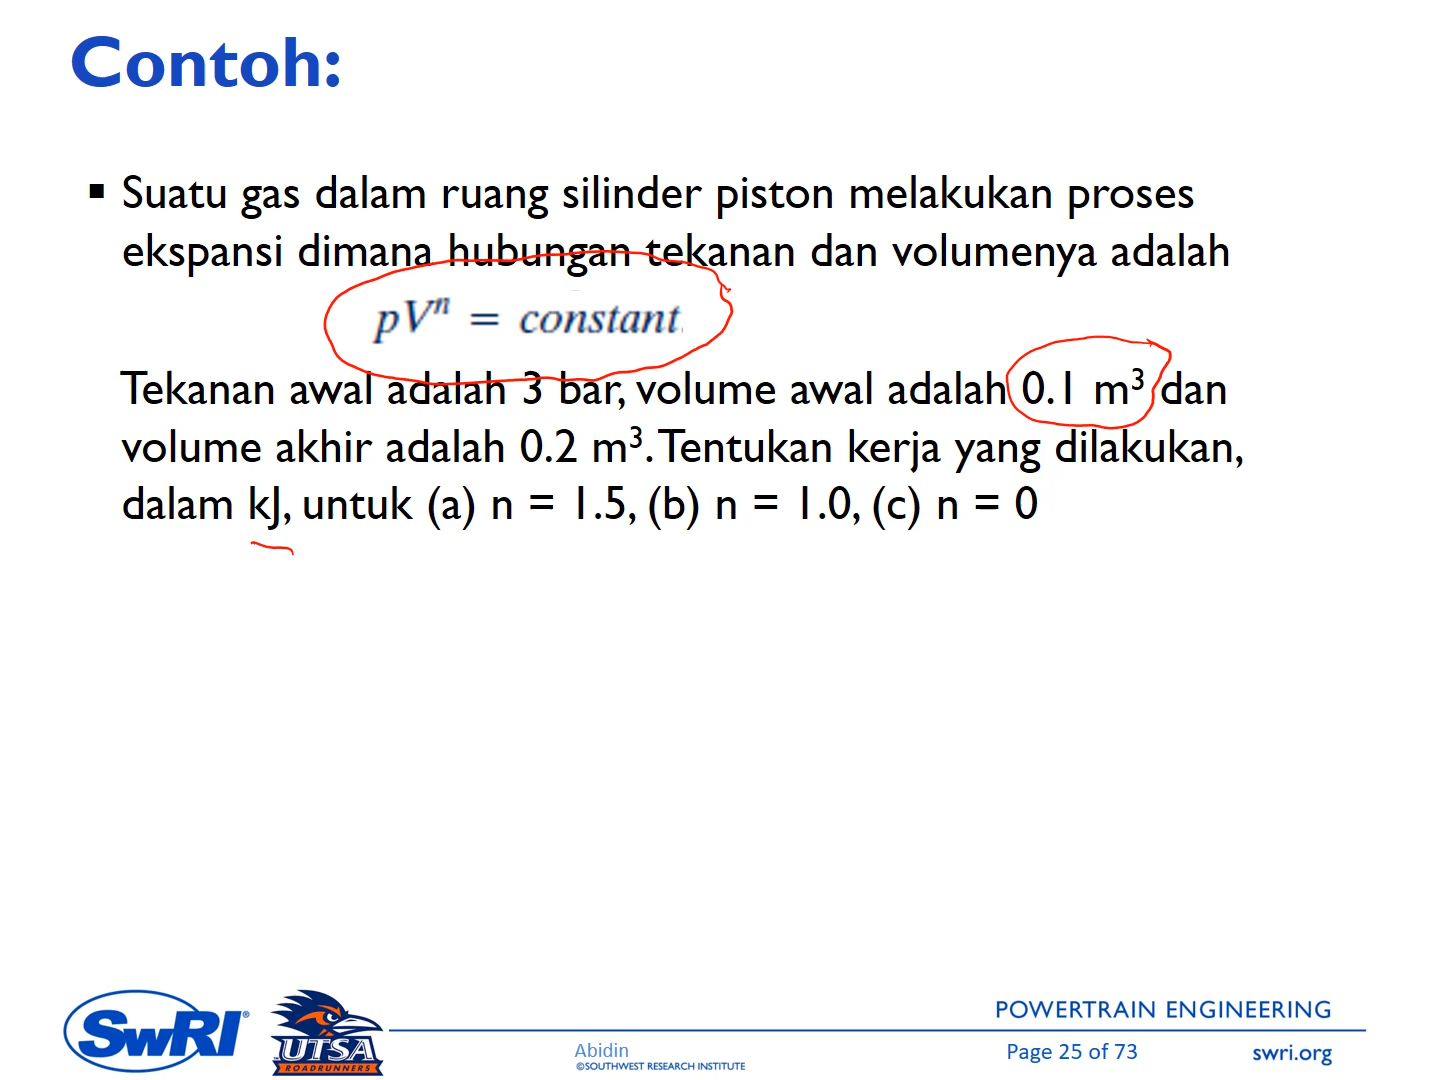 Contoh:
▪ Suatu gas dalam ruang silinder piston melakukan proses
ekspansi dimana hubungan tekanan dan volumenya adalah
pVⁿ = constant.
Tekanan awal adalah 3 bar, volume awal adalah 0.1 m³ dan
volume akhir adalah 0.2 m³. Tentukan kerja yang dilakukan,
dalam kJ, untuk (a) n = 1.5, (b) n = 1.0, (c) n = 0
SwRI®
UTSA
ROADRUNNERS
Abidin
©SOUTHWEST RESEARCH INSTITUTE
POWERTRAIN ENGINEERING
Page 25 of 73
swri.org